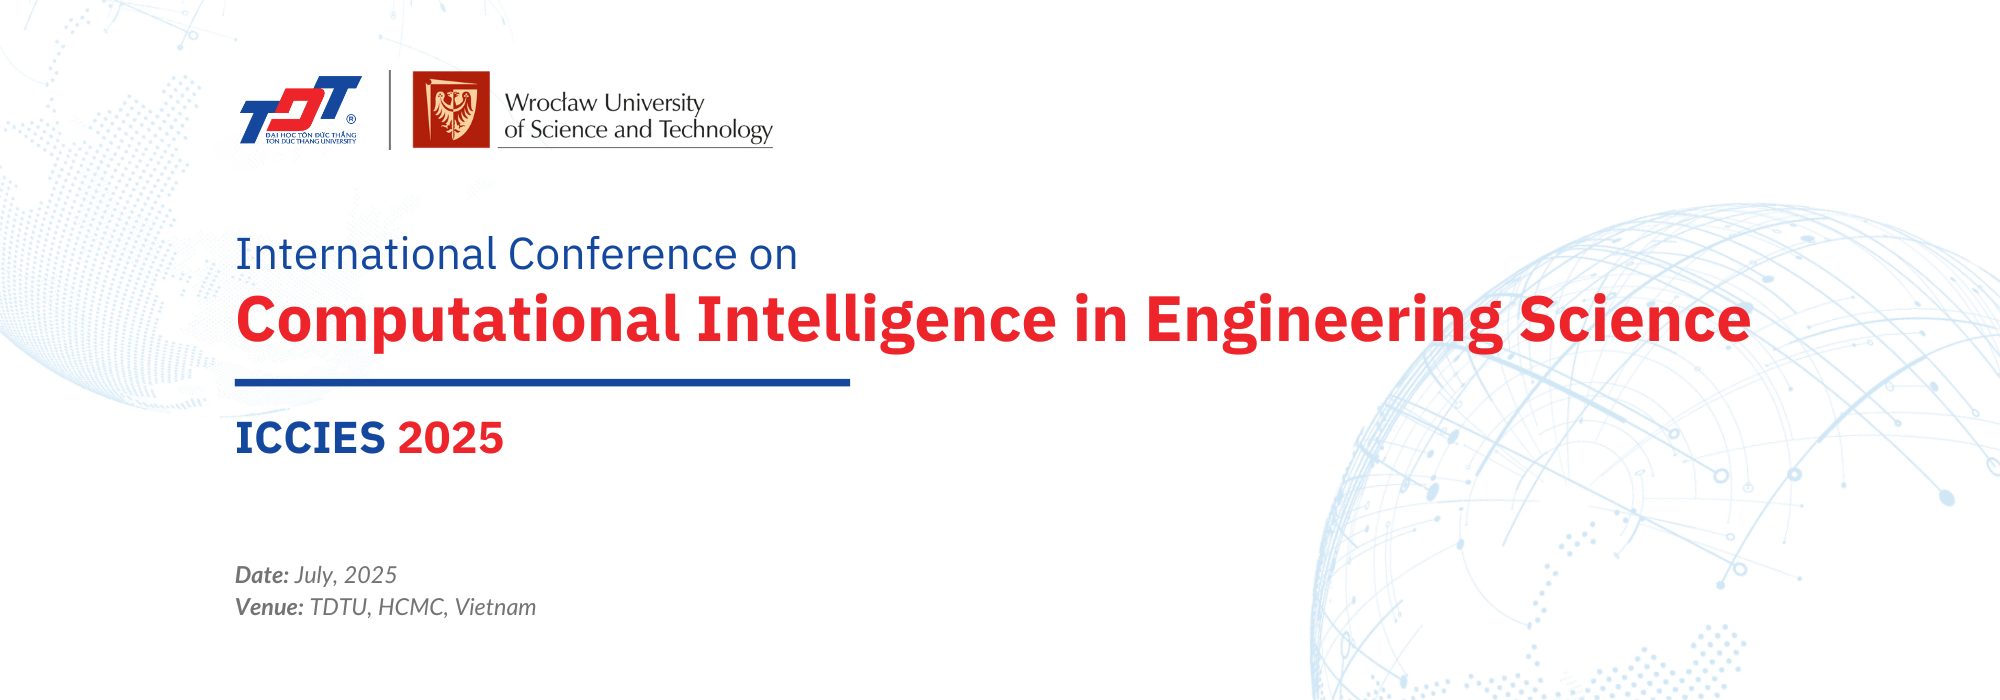 TDT®
ĐẠI HỌC TÔN ĐỨC THẮNG
TON DUC THANG UNIVERSITY
Wrocław University
of Science and Technology
International Conference on
Computational Intelligence in Engineering Science
ICCIES 2025
Date: July, 2025
Venue: TDTU, HCMC, Vietnam